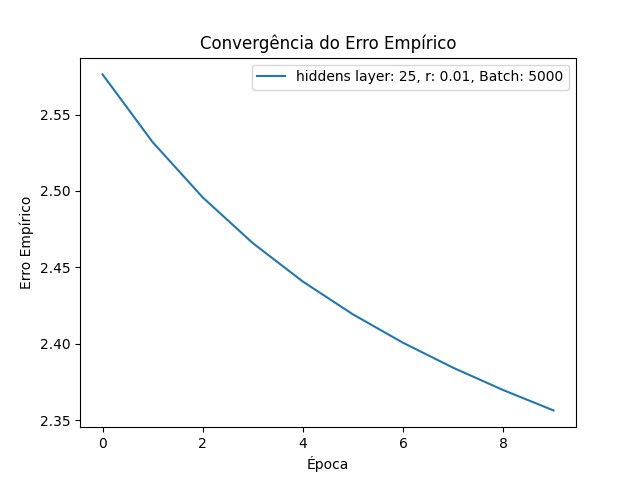 Convergência do Erro Empírico
hiddens layer: 25, r: 0.01, Batch: 5000
Erro Empírico
2.55
2.50
2.45
2.40
2.35
0 2 4 6 8
Época